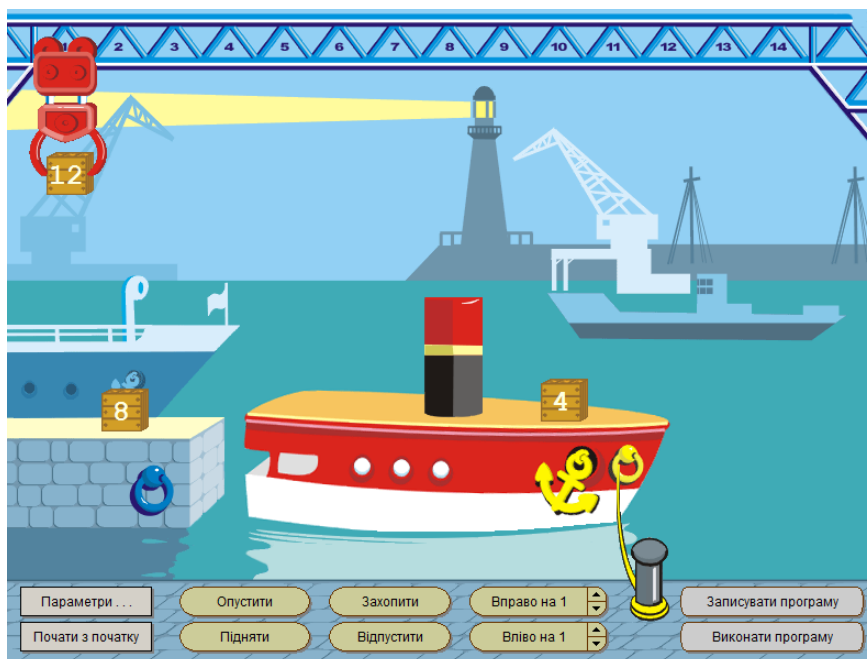 1 2 3 4 5 6 7 8 9 10 11 12 13 14
12
8
4
Параметри . . .
Опустити
Захопити
Вправо на 1
Записувати програму
Почати з початку
Підняти
Відпустити
Вліво на 1
Виконати програму